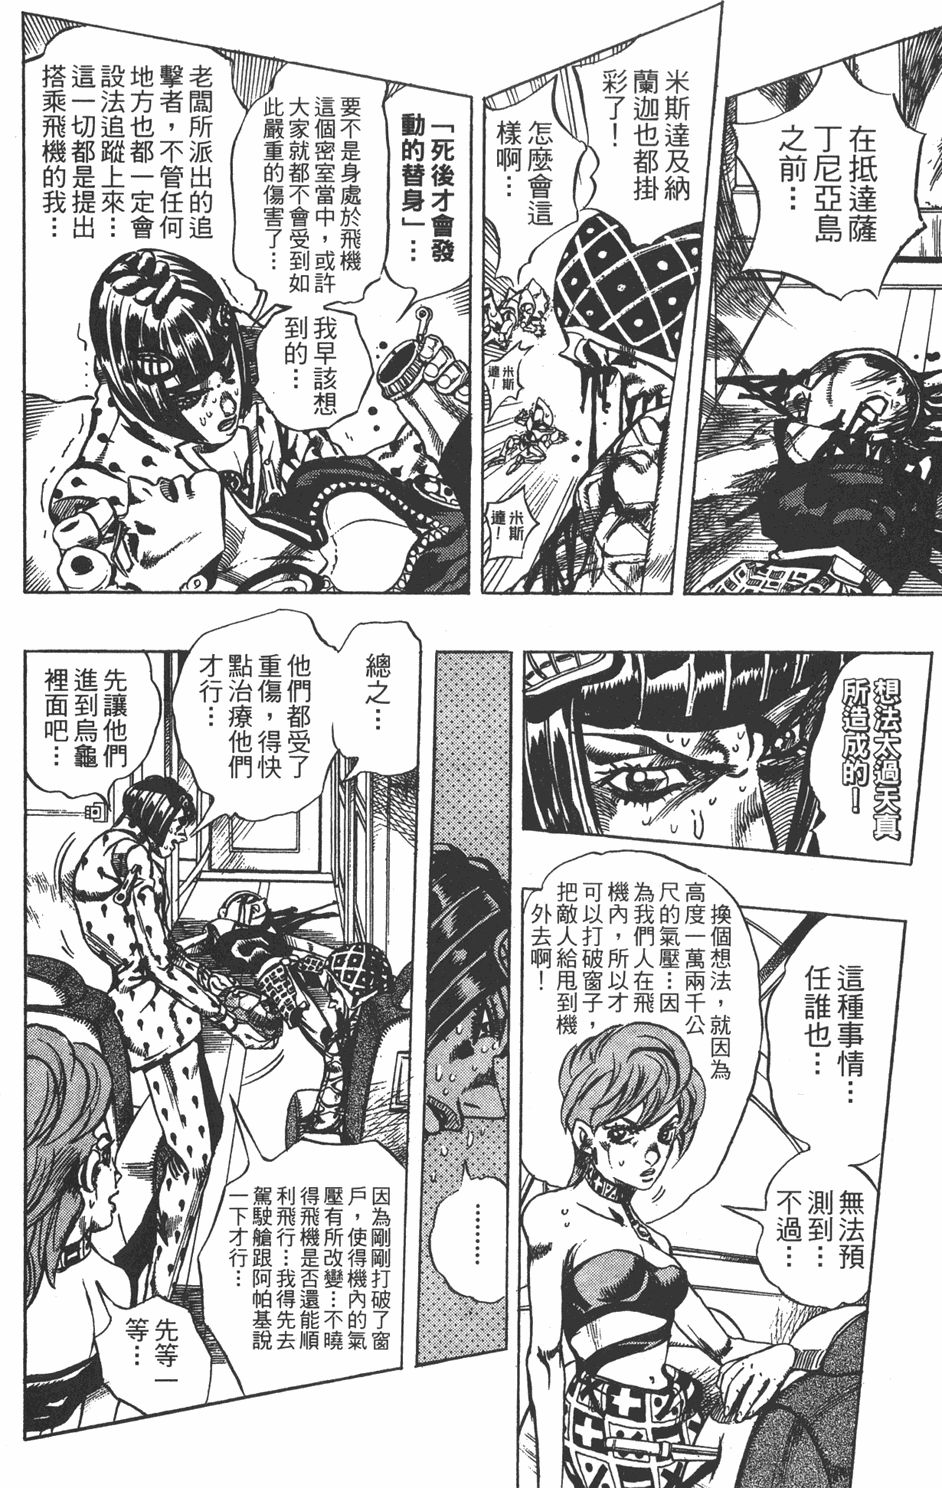 在抵達薩
丁尼亞島
之前…
米斯達及納
蘭迦也都掛
彩了！
怎麼會這
樣啊…
米斯
達！
米斯
達！
「死後才會發
動的替身」…
要不是身處於飛機
這個密室當中，或許
大家就都不會受到如
此嚴重的傷害了…
我早該想
到的…
老闆所派出的追
擊者，不管任何
地方也都一定會
設法追蹤上來…
這一切都是提出
搭乘飛機的我…
想法太過天真
所造成的！
這種事情…
任誰也…
無法預
測到…
不過…
換個想法，就因為
高度一萬兩千公
尺的氣壓…因
為我們人在飛
機內，所以才
可以打破窗子，
把敵人給甩到機
外去啊！
………
總之…
他們都受了
重傷，得快
點治療他們
才行…
先讓他們
進到烏龜
裡面吧…
因為剛剛打破了窗
戶，使得機內的氣
壓有所改變…不曉
得飛機是否還能順
利飛行…我得先去
駕駛艙跟阿帕基說
一下才行…
先等一
等…